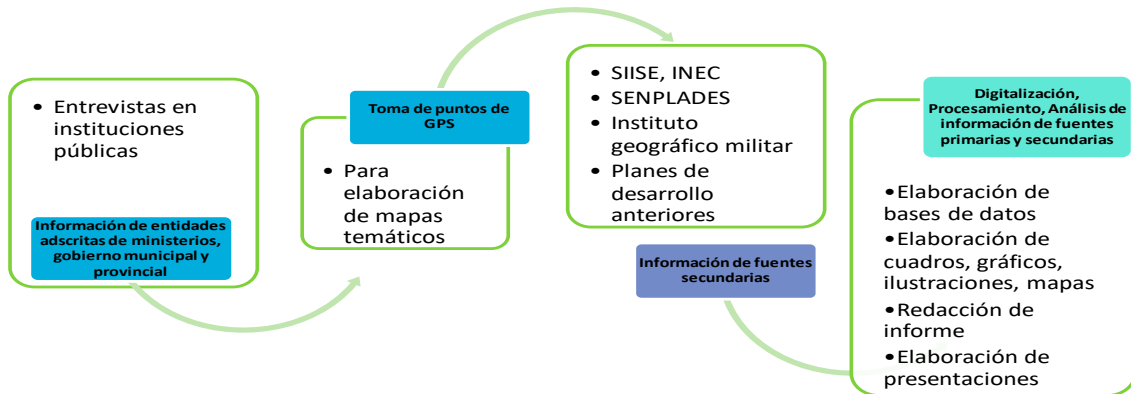 • Entrevistas en
instituciones
públicas
Información de entidades
adscritas de ministerios,
gobierno municipal y
provincial
Toma de puntos de
GPS
• Para
elaboración
de mapas
temáticos
• SIISE, INEC
• SENPLADES
• Instituto
geográfico militar
• Planes de
desarrollo
anteriores
Información de fuentes
secundarias
Digitalización,
Procesamiento, Análisis de
información de fuentes
primarias y secundarias
•Elaboración de
bases de datos
•Elaboración de
cuadros, gráficos,
ilustraciones, mapas
•Redacción de
informe
•Elaboración de
presentaciones